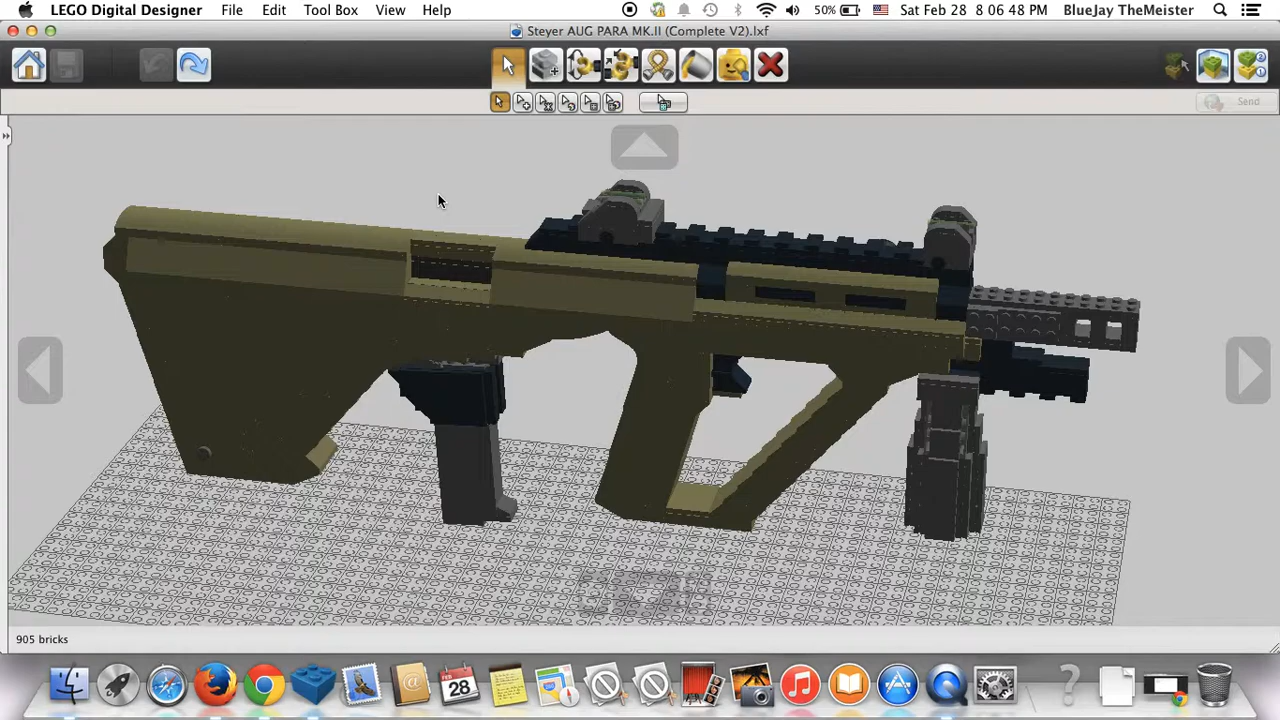 LEGO Digital Designer File Edit Tool Box View Help 50% Sat Feb 28 8:06:48 PM BlueJay TheMeister
Steyer AUG PARA MK.II (Complete V2).lxf
Send
905 bricks
FEB
28